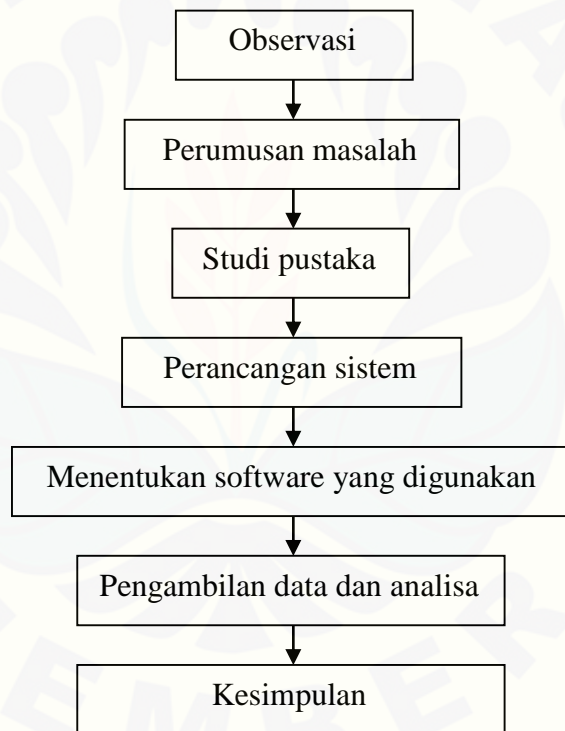 Observasi
Perumusan masalah
Studi pustaka
Perancangan sistem
Menentukan software yang digunakan
Pengambilan data dan analisa
Kesimpulan